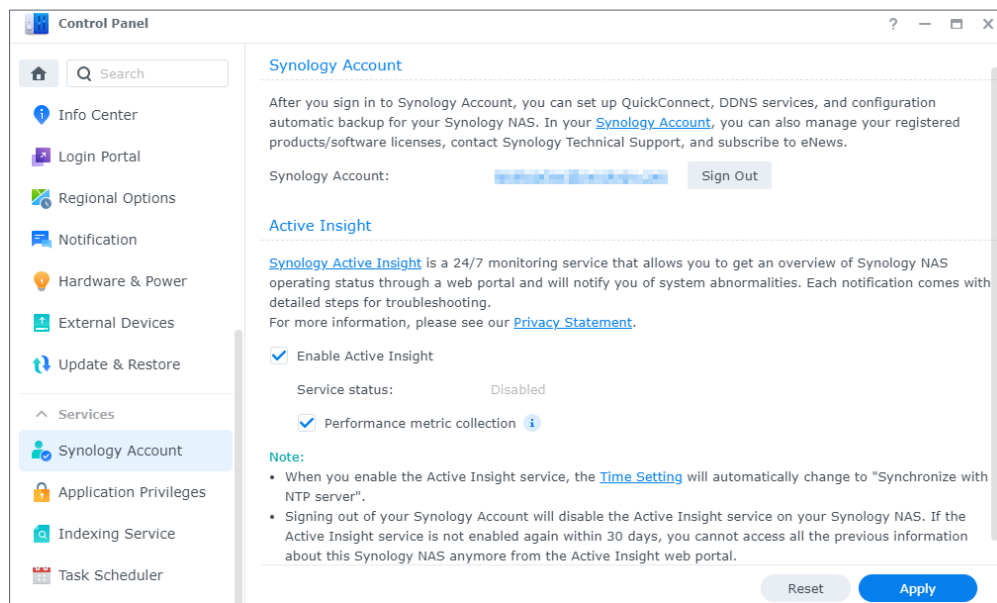 Control Panel
?
Search
Info Center
Login Portal
Regional Options
Notification
Hardware & Power
External Devices
Update & Restore
Services
Synology Account
Application Privileges
Indexing Service
Task Scheduler
Synology Account
After you sign in to Synology Account, you can set up QuickConnect, DDNS services, and configuration
automatic backup for your Synology NAS. In your Synology Account, you can also manage your registered
products/software licenses, contact Synology Technical Support, and subscribe to eNews.
Synology Account: Sign Out
Active Insight
Synology Active Insight is a 24/7 monitoring service that allows you to get an overview of Synology NAS
operating status through a web portal and will notify you of system abnormalities. Each notification comes with
detailed steps for troubleshooting.
For more information, please see our Privacy Statement.
Enable Active Insight
Service status: Disabled
Performance metric collection i
Note:
• When you enable the Active Insight service, the Time Setting will automatically change to "Synchronize with
NTP server".
• Signing out of your Synology Account will disable the Active Insight service on your Synology NAS. If the
Active Insight service is not enabled again within 30 days, you cannot access all the previous information
about this Synology NAS anymore from the Active Insight web portal.
Reset Apply